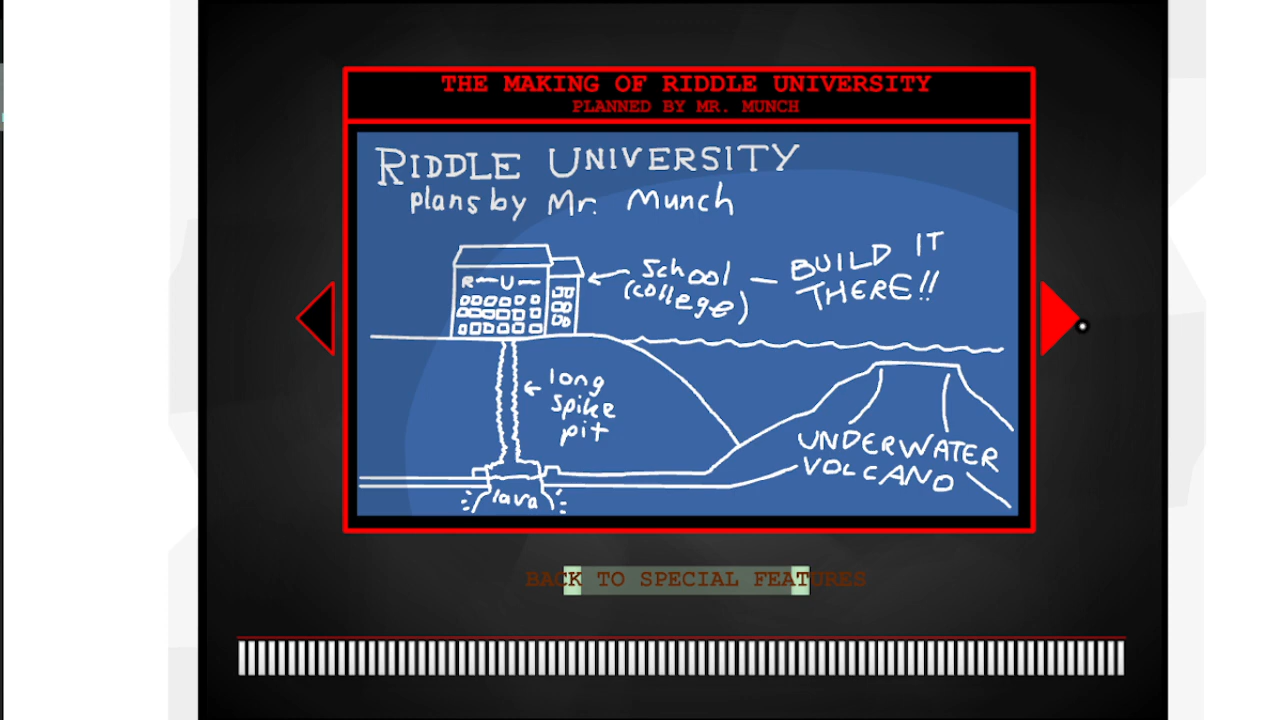 THE MAKING OF RIDDLE UNIVERSITY
PLANNED BY MR. MUNCH
RIDDLE UNIVERSITY
plans by Mr. Munch
R U
School
(college)
— BUILD IT
THERE!!
long
spike
pit
UNDERWATER
VOLCANO
lava
BACK TO SPECIAL FEATURES